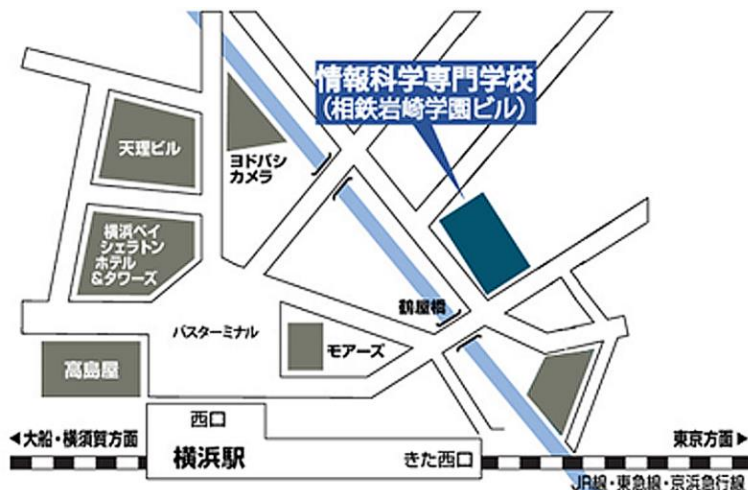 情報科学専門学校
（相鉄岩崎学園ビル）
天理ビル
ヨドバシ
カメラ
横浜ベイ
シェラトン
ホテル
&タワーズ
鶴屋橋
バスターミナル
モアーズ
高島屋
西口
◀大船・横須賀方面
横浜駅
きた西口
東京方面▶
JR線・東急線・京浜急行線